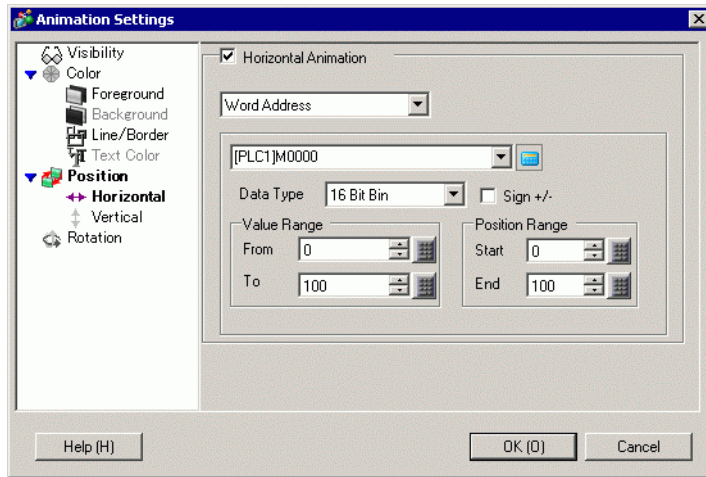 Animation Settings
Visibility
Color
Foreground
Background
Line/Border
Text Color
Position
Horizontal
Vertical
Rotation
Horizontal Animation
Word Address
[PLC1]M0000
Data Type 16 Bit Bin Sign +/-
Value Range
From 0
To 100
Position Range
Start 0
End 100
Help (H) OK (O) Cancel